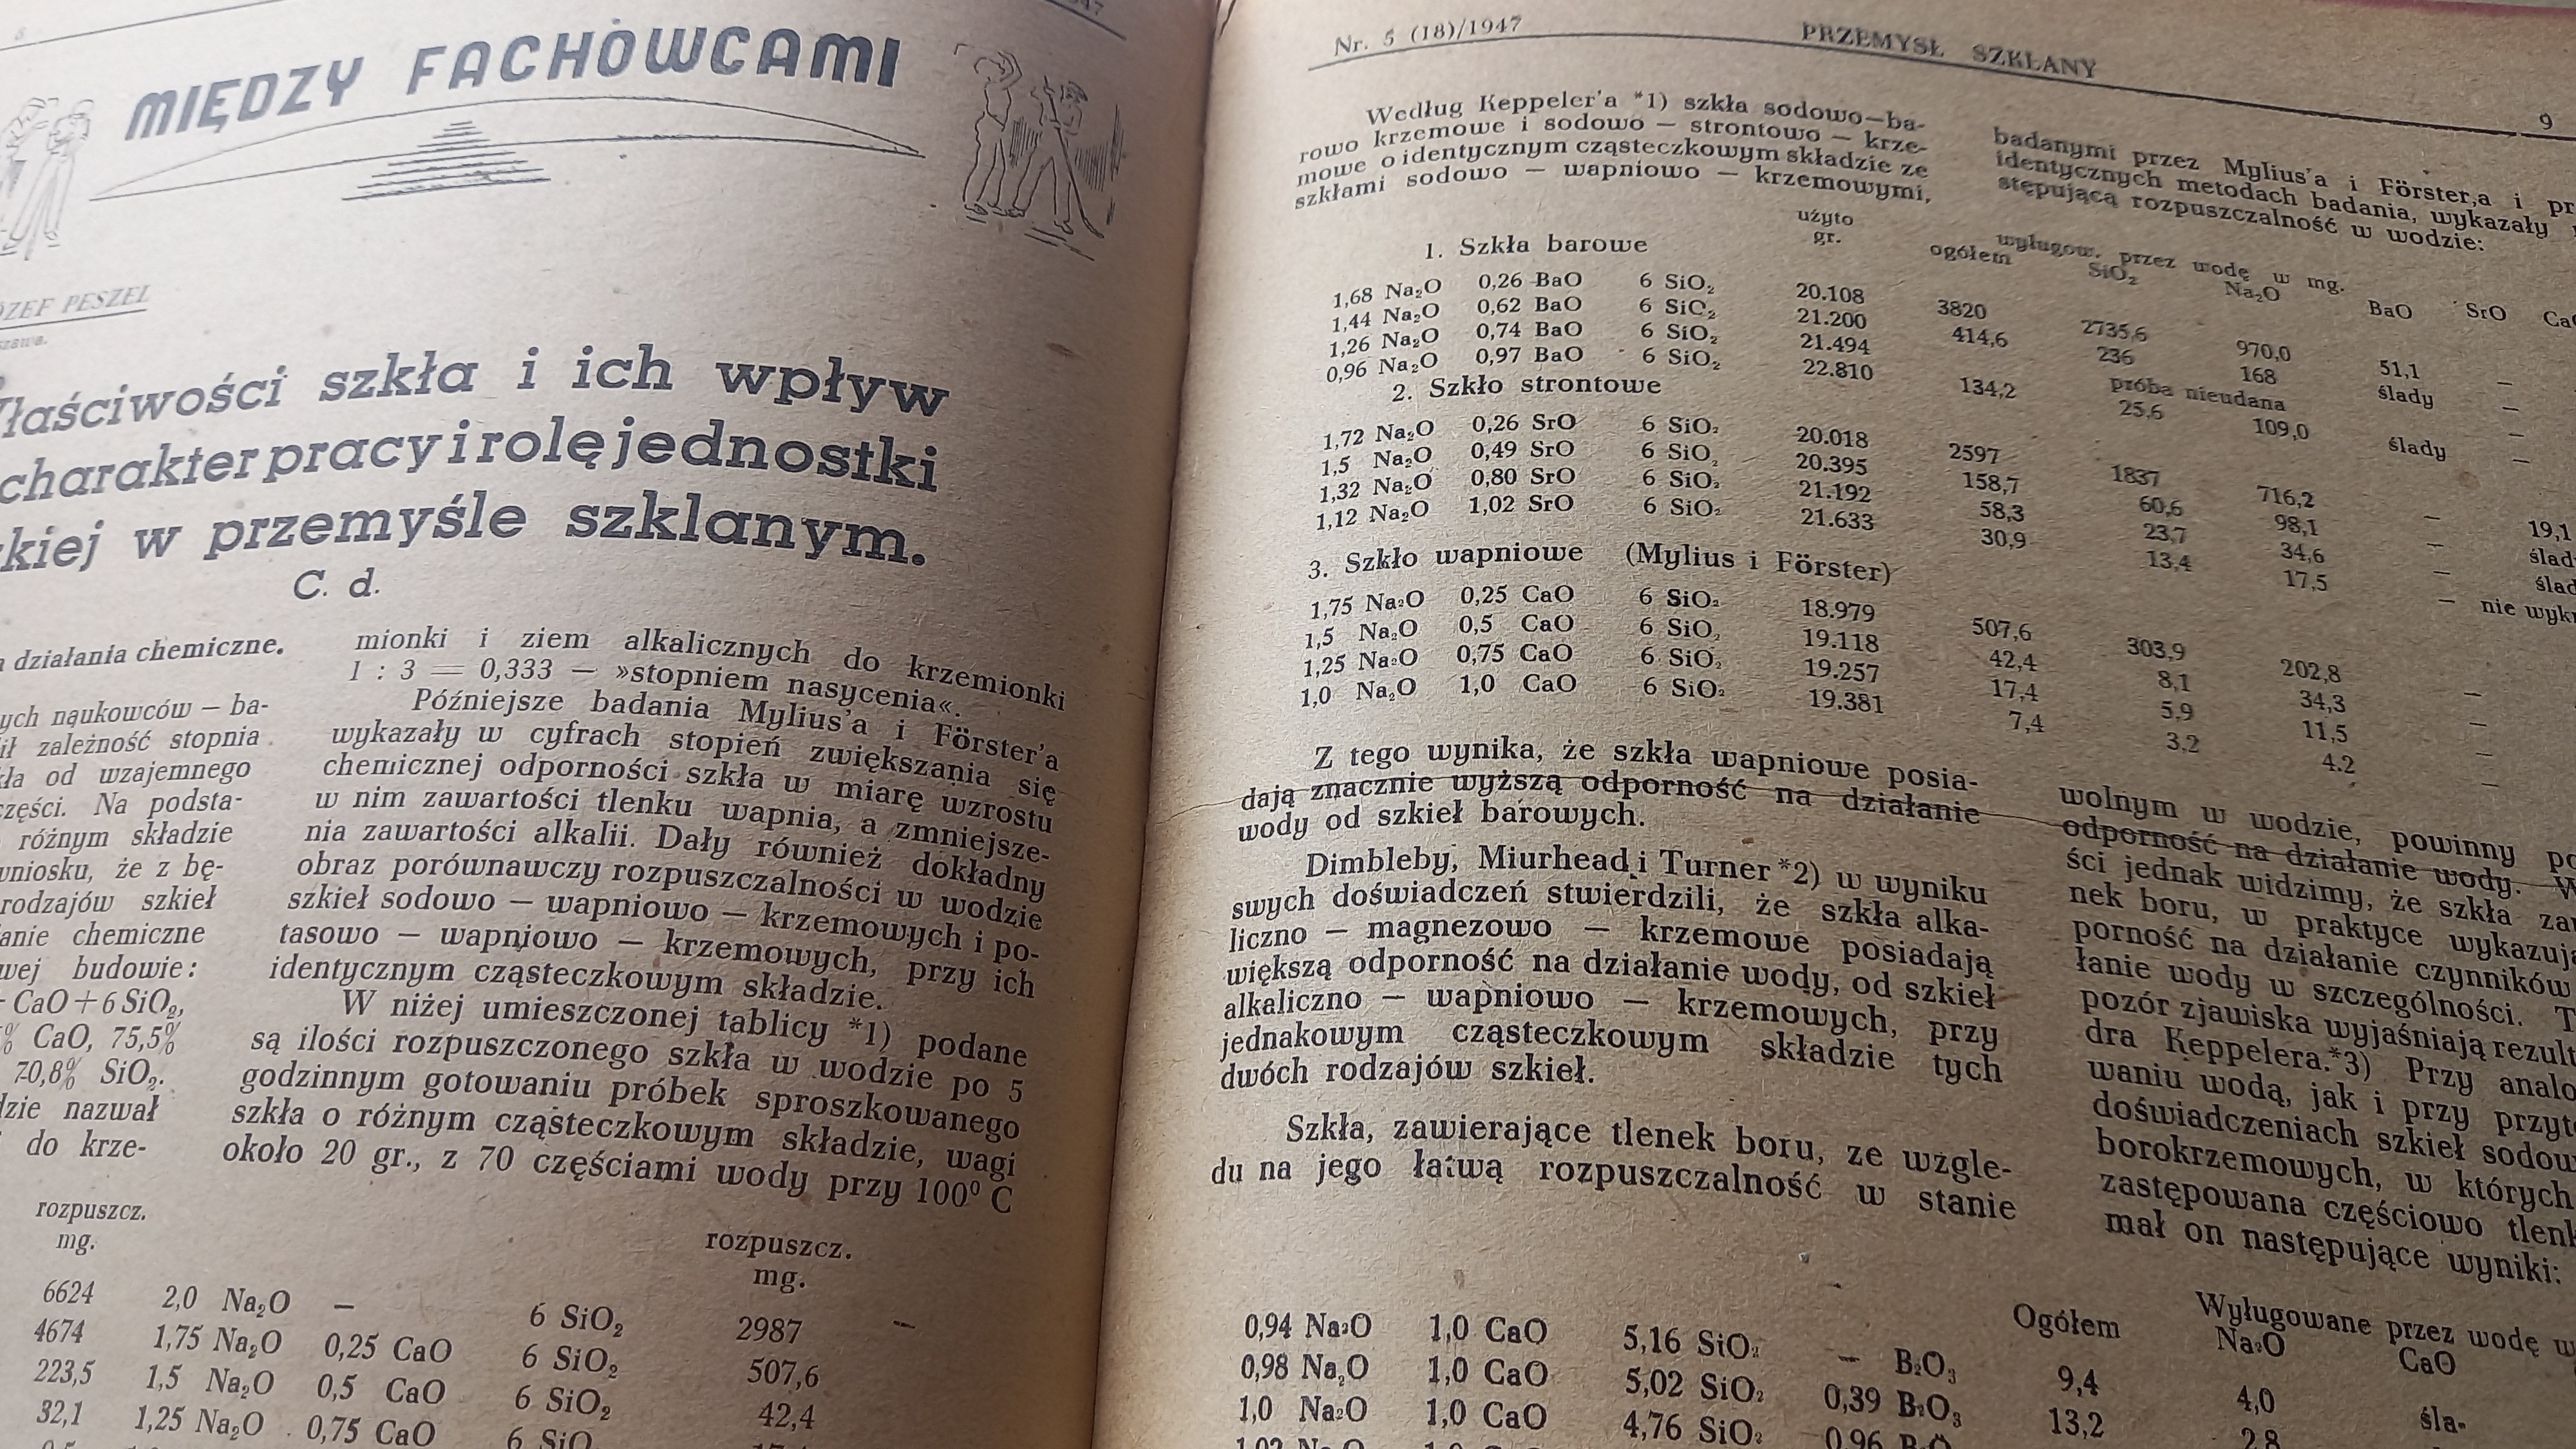 8
47
MIĘDZY FACHOWCAMI
PESZEL
szkła i ich wpływ
charakter pracy i rolę jednostki
w przemyśle szklanym.
C. d.
działania chemiczne.
naukowców — ba-
zależność stopnia
od wzajemnego
Na podsta-
różnym składzie
że z bę-
rodzajów szkieł
chemiczne
budowie:
CaO + 6 SiO₂,
% CaO, 75,5%
70,8% SiO₂.
nazwał
do krze-
mionki i ziem alkalicznych do krzemionki
1 : 3 = 0,333 — »stopniem nasycenia«.
Późniejsze badania Mylius'a i Förster'a
wykazały w cyfrach stopień zwiększania się
chemicznej odporności szkła w miarę wzrostu
w nim zawartości tlenku wapnia, a zmniejsze-
nia zawartości alkalii. Dały również dokładny
obraz porównawczy rozpuszczalności w wodzie
szkieł sodowo — wapniowo — krzemowych i po-
tasowo — wapniowo — krzemowych, przy ich
identycznym cząsteczkowym składzie.
W niżej umieszczonej tablicy *1) podane
są ilości rozpuszczonego szkła w wodzie po 5
godzinnym gotowaniu próbek sproszkowanego
szkła o różnym cząsteczkowym składzie, wagi
około 20 gr., z 70 częściami wody przy 100⁰ C
rozpuszcz. rozpuszcz.
mg. mg.
6624 2,0 Na₂O — 6 SiO₂ 2987 —
4674 1,75 Na₂O 0,25 CaO 6 SiO₂ 507,6
223,5 1,5 Na₂O 0,5 CaO 6 SiO₂ 42,4
32,1 1,25 Na₂O 0,75 CaO 6
Nr. 5 (18)/1947 PRZEMYSŁ SZKLANY 9
Według Keppeler'a *1) szkła sodowo—ba-
rowo krzemowe i sodowo — strontowo — krze-
mowe o identycznym cząsteczkowym składzie ze
szkłami sodowo — wapniowo — krzemowymi,
badanymi przez Mylius'a i Förster,a i
identycznych metodach badania, wykazały
stępującą rozpuszczalność w wodzie:
użyto wyługow. przez wodę w mg.
1. Szkła barowe gr. ogółem SiO₂ Na₂O BaO SrO
1,68 Na₂O 0,26 BaO 6 SiO₂ 20.108 3820 2735,6 970,0 51,1 —
1,44 Na₂O 0,62 BaO 6 SiC₂ 21.200 414,6 236 168 ślady —
1,26 Na₂O 0,74 BaO 6 SiO₂ 21.494 próba nieudana —
0,96 Na₂O 0,97 BaO 6 SiO₂ 22.810 134,2 25,6 109,0 ślady —
2. Szkło strontowe
1,72 Na₂O 0,26 SrO 6 SiO₂ 20.018 2597 1837 716,2 — 19,1
1,5 Na₂O 0,49 SrO 6 SiO₂ 20.395 158,7 60,6 98,1 —
1,32 Na₂O 0,80 SrO 6 SiO₂ 21.192 58,3 23,7 34,6 —
1,12 Na₂O 1,02 SrO 6 SiO₂ 21.633 30,9 13,4 17,5 — nie
3. Szkło wapniowe (Mylius i Förster)
1,75 Na₂O 0,25 CaO 6 SiO₂ 18.979 507,6 303,9 202,8 —
1,5 Na₂O 0,5 CaO 6 SiO₂ 19.118 42,4 8,1 34,3 —
1,25 Na₂O 0,75 CaO 6 SiO₂ 19.257 17,4 5,9 11,5 —
1,0 Na₂O 1,0 CaO 6 SiO₂ 19.381 7,4 3,2 4.2 —
Z tego wynika, że szkła wapniowe posia-
dają znacznie wyższą odporność na działanie
wody od szkieł barowych.
Dimbleby, Miurhead i Turner *2) w wyniku
swych doświadczeń stwierdzili, że szkła alka-
liczno — magnezowo — krzemowe posiadają
większą odporność na działanie wody, od szkieł
alkaliczno — wapniowo — krzemowych, przy
jednakowym cząsteczkowym składzie tych
dwóch rodzajów szkieł.
Szkła, zawierające tlenek boru, ze wzglę-
du na jego łatwą rozpuszczalność w stanie
wolnym w wodzie, powinny
odporność na działanie wody.
ści jednak widzimy, że szkła
nek boru, w praktyce
porność na działanie czynników
łanie wody w szczególności.
pozór zjawiska wyjaśniają
dra Keppelera.*3) Przy
waniu wodą, jak i przy
doświadczeniach szkieł
borokrzemowych, w których
zastępowana częściowo
mał on następujące wyniki:
Ogółem Wyługowane przez wodę
Na₂O CaO
0,94 Na₂O 1,0 CaO 5,16 SiO₂ — B₂O₃ 9,4 4,0 śla-
0,98 Na₂O 1,0 CaO 5,02 SiO₂ 0,39 B₂O₃ 13,2 2,8
1,0 Na₂O 1,0 CaO 4,76 SiO₂ 0,96